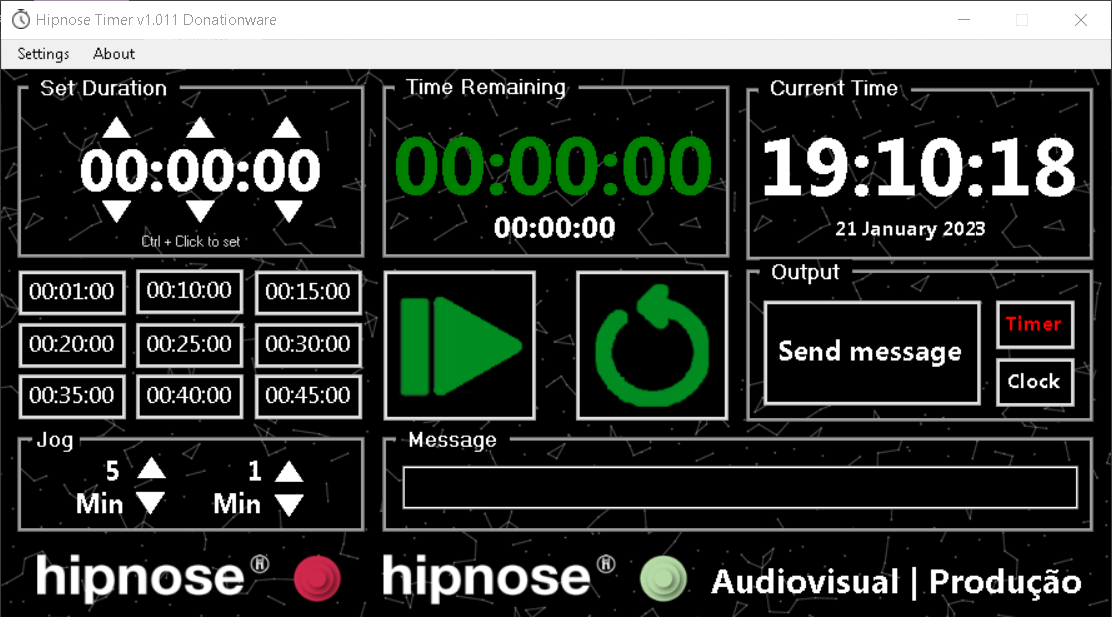 Hipnose Timer v1.011 Donationware
Settings About
Set Duration
00:00:00
Ctrl + Click to set
Time Remaining
00:00:00
00:00:00
Current Time
19:10:18
21 January 2023
00:01:00 00:10:00 00:15:00
00:20:00 00:25:00 00:30:00
00:35:00 00:40:00 00:45:00
Output
Send message
Timer
Clock
Jog
5 1
Min Min
Message
hipnose® hipnose® Audiovisual | Produção